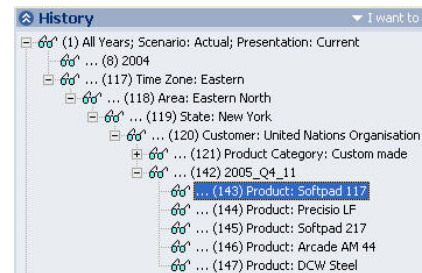 History
I want to
(1) All Years; Scenario: Actual; Presentation: Current
... (8) 2004
... (117) Time Zone: Eastern
... (118) Area: Eastern North
... (119) State: New York
... (120) Customer: United Nations Organisation
... (121) Product Category: Custom made
... (142) 2005_Q4_11
... (143) Product: Softpad 117
... (144) Product: Precisio LF
... (145) Product: Softpad 217
... (146) Product: Arcade AM 44
... (147) Product: DCW Steel